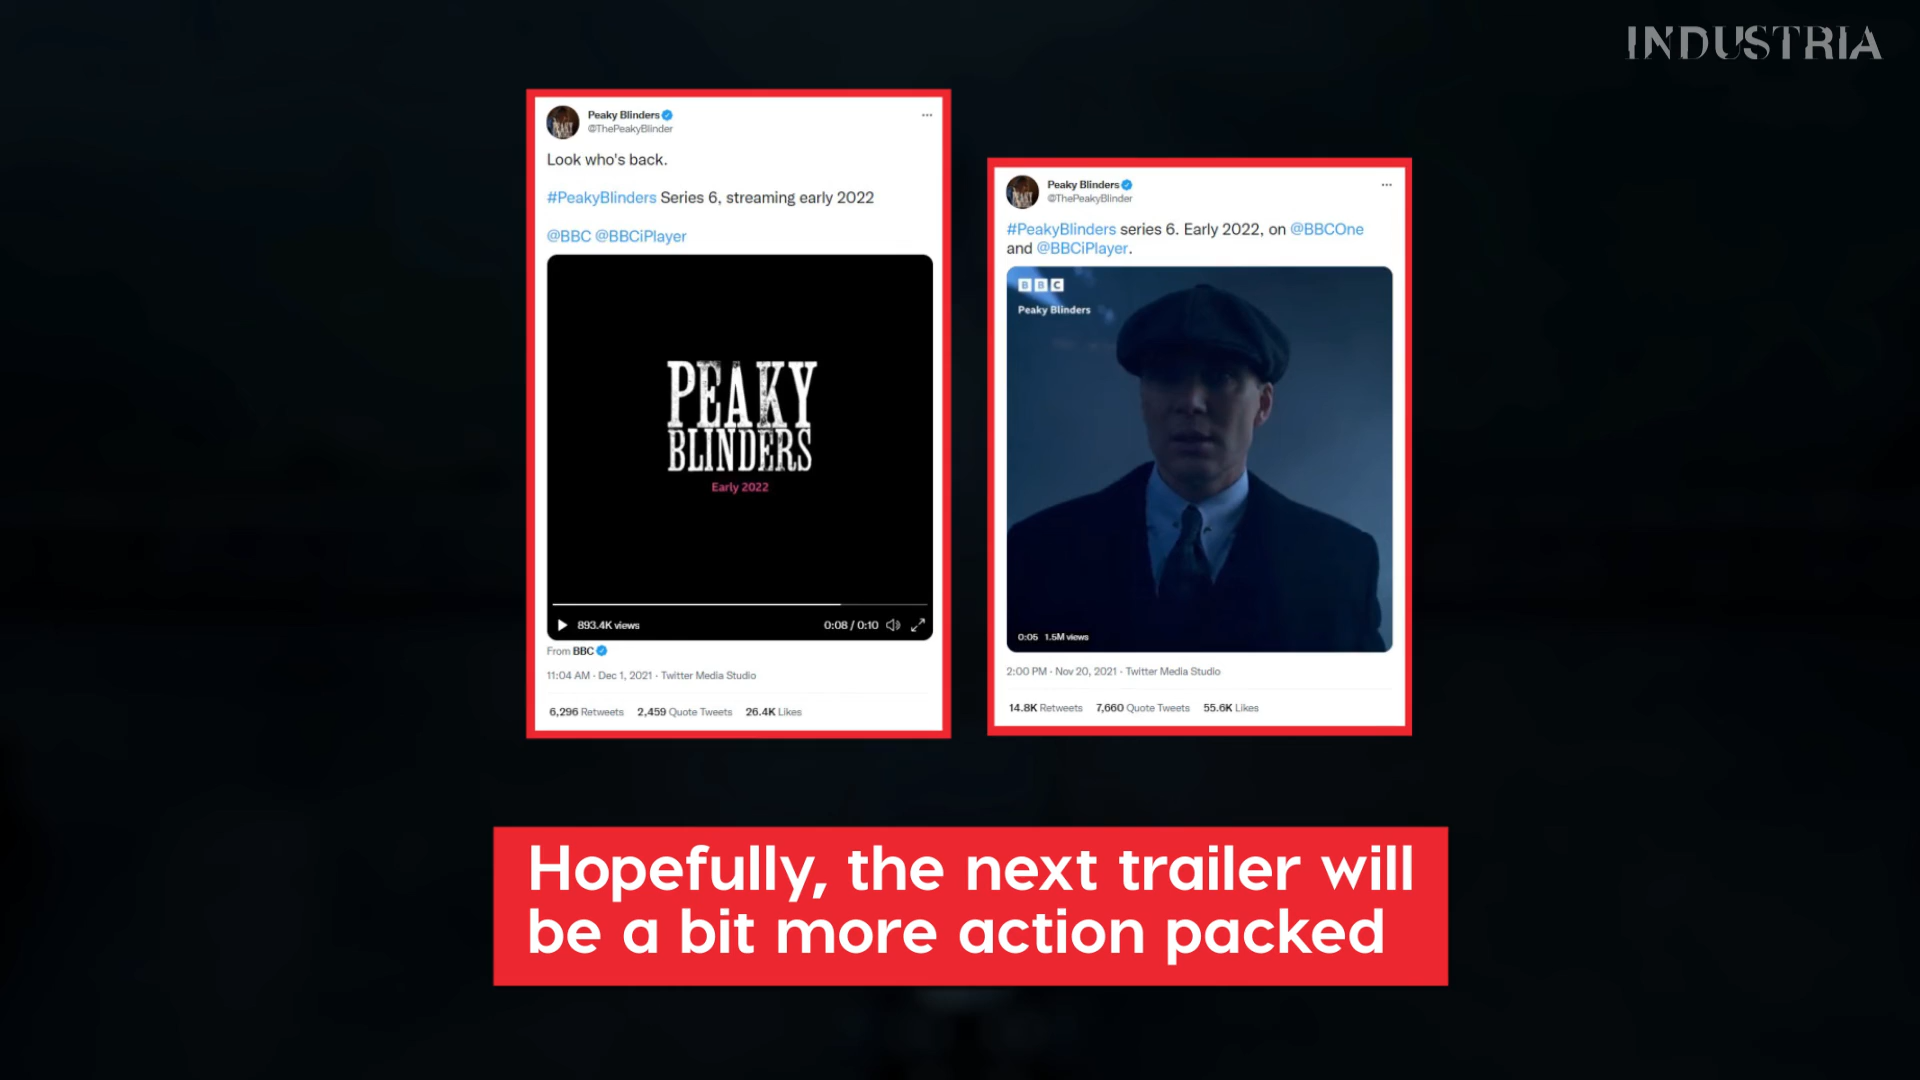 INDUSTRIA
Peaky Blinders
@ThePeakyBlinder
Look who's back.
#PeakyBlinders Series 6, streaming early 2022
@BBC @BBCiPlayer
PEAKY
BLINDERS
Early 2022
893.4K views
0:08 / 0:10
From BBC
11:04 AM · Dec 1, 2021 · Twitter Media Studio
6,296 Retweets 2,459 Quote Tweets 26.4K Likes
Peaky Blinders
@ThePeakyBlinder
#PeakyBlinders series 6. Early 2022, on @BBCOne
and @BBCiPlayer.
BBC
Peaky Blinders
0:05 1.5M views
2:00 PM · Nov 20, 2021 · Twitter Media Studio
14.8K Retweets 7,660 Quote Tweets 55.6K Likes
Hopefully, the next trailer will
be a bit more action packed